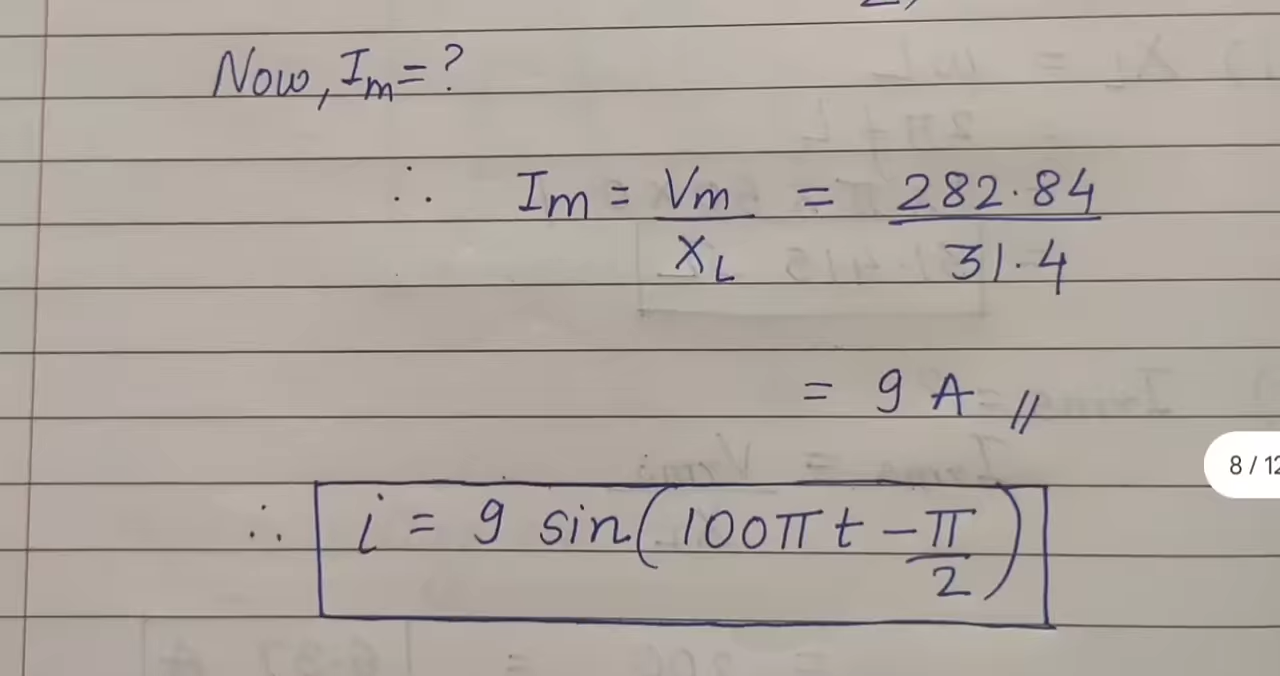 Now, Im = ?
∴ Im = Vm / XL = 282.84 / 31.4
= 9 A //
8 / 12
∴ i = 9 sin(100πt - π/2)